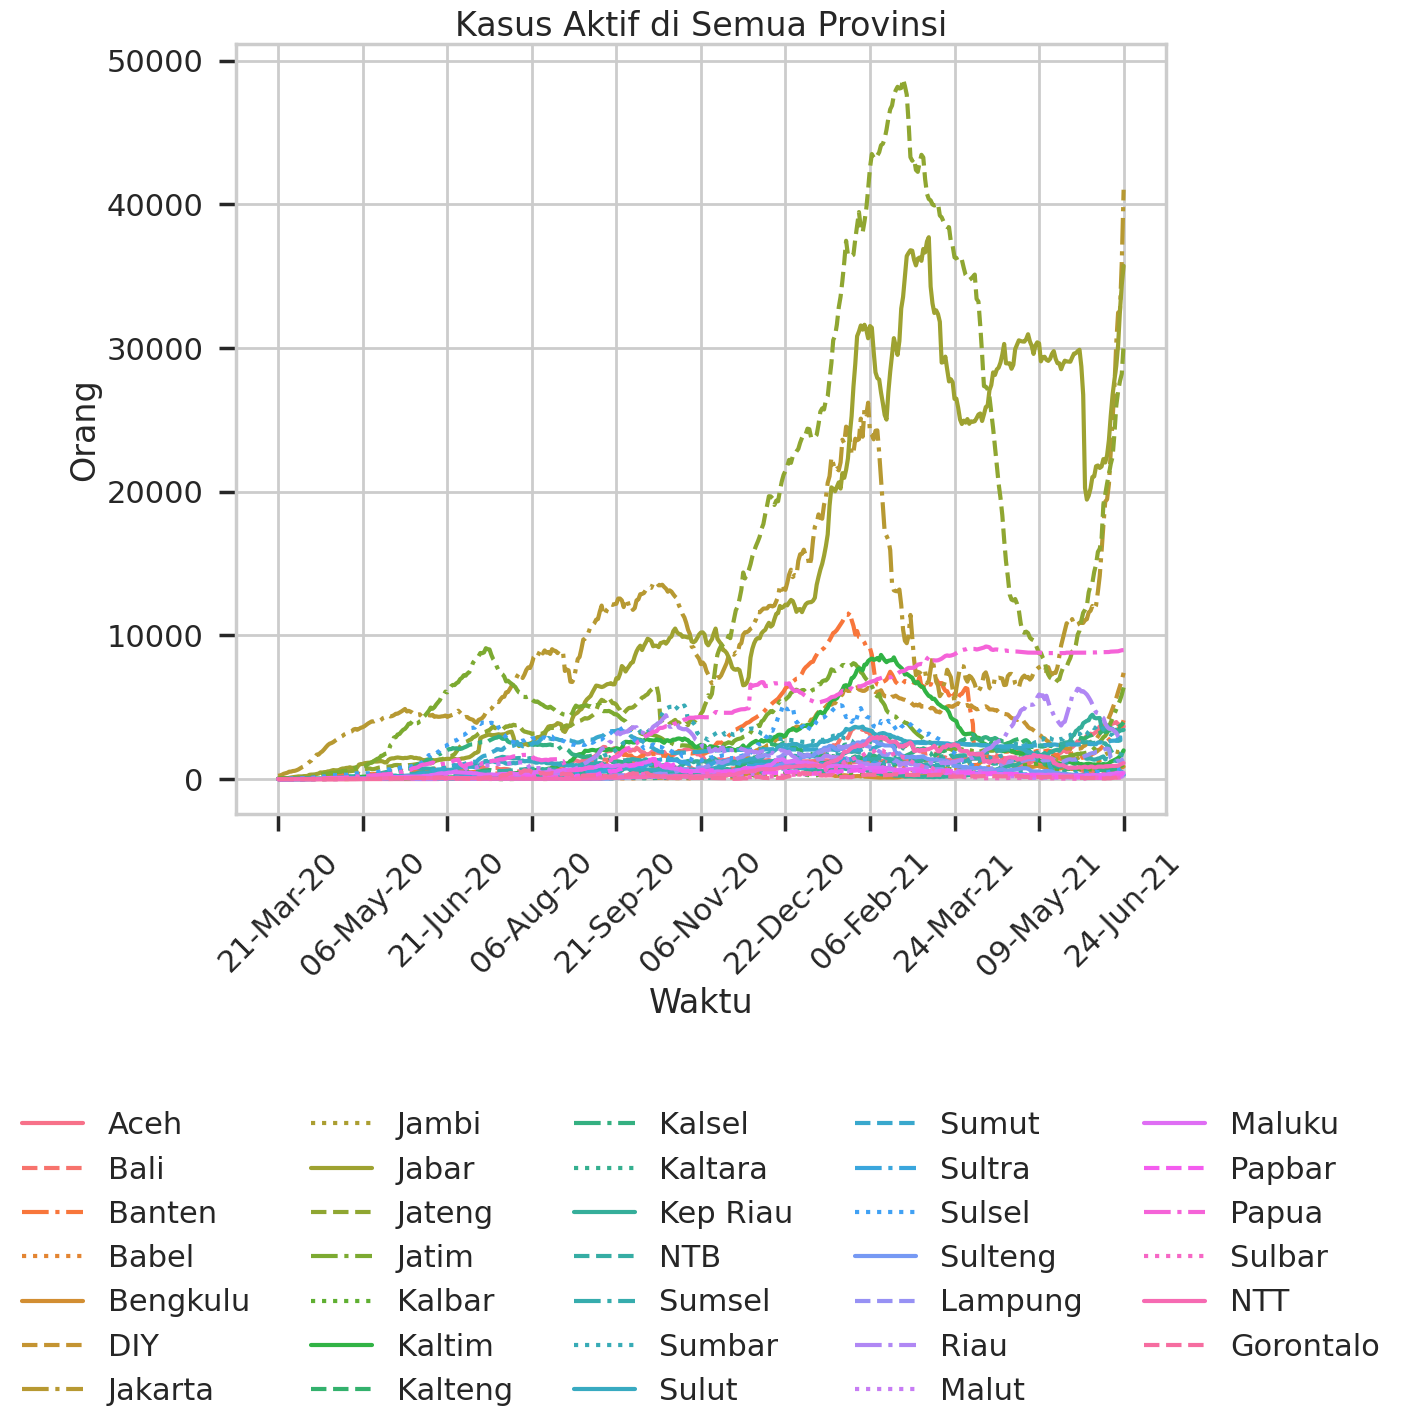 Kasus Aktif di Semua Provinsi
50000
40000
30000
20000
10000
0
Orang
21-Mar-20
06-May-20
21-Jun-20
06-Aug-20
21-Sep-20
06-Nov-20
22-Dec-20
06-Feb-21
24-Mar-21
09-May-21
24-Jun-21
Waktu
Aceh
Bali
Banten
Babel
Bengkulu
DIY
Jakarta
Jambi
Jabar
Jateng
Jatim
Kalbar
Kaltim
Kalteng
Kalsel
Kaltara
Kep Riau
NTB
Sumsel
Sumbar
Sulut
Sumut
Sultra
Sulsel
Sulteng
Lampung
Riau
Malut
Maluku
Papbar
Papua
Sulbar
NTT
Gorontalo